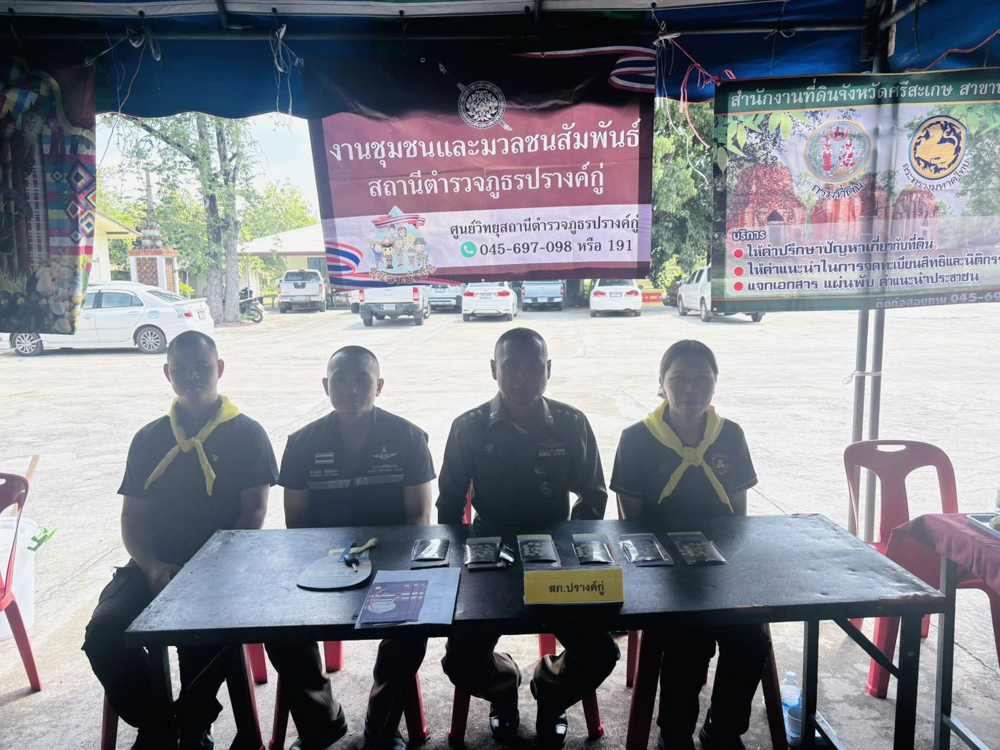 งานชุมชนและมวลชนสัมพันธ์
สถานีตำรวจภูธรปรางค์กู่
ศูนย์วิทยุสถานีตำรวจภูธรปรางค์กู่
045-697-098 หรือ 191
สำนักงานที่ดินจังหวัดศรีสะเกษ สาขา
กรมที่ดิน
กระทรวงมหาดไทย
บริการ
ให้คำปรึกษาปัญหาเกี่ยวกับที่ดิน
ให้คำแนะนำในการจดทะเบียนสิทธิและนิติกร
แจกเอกสาร แผ่นพับ คำแนะนำประชาชน
ติดต่อสอบถาม 045-69
สภ.ปรางค์กู่